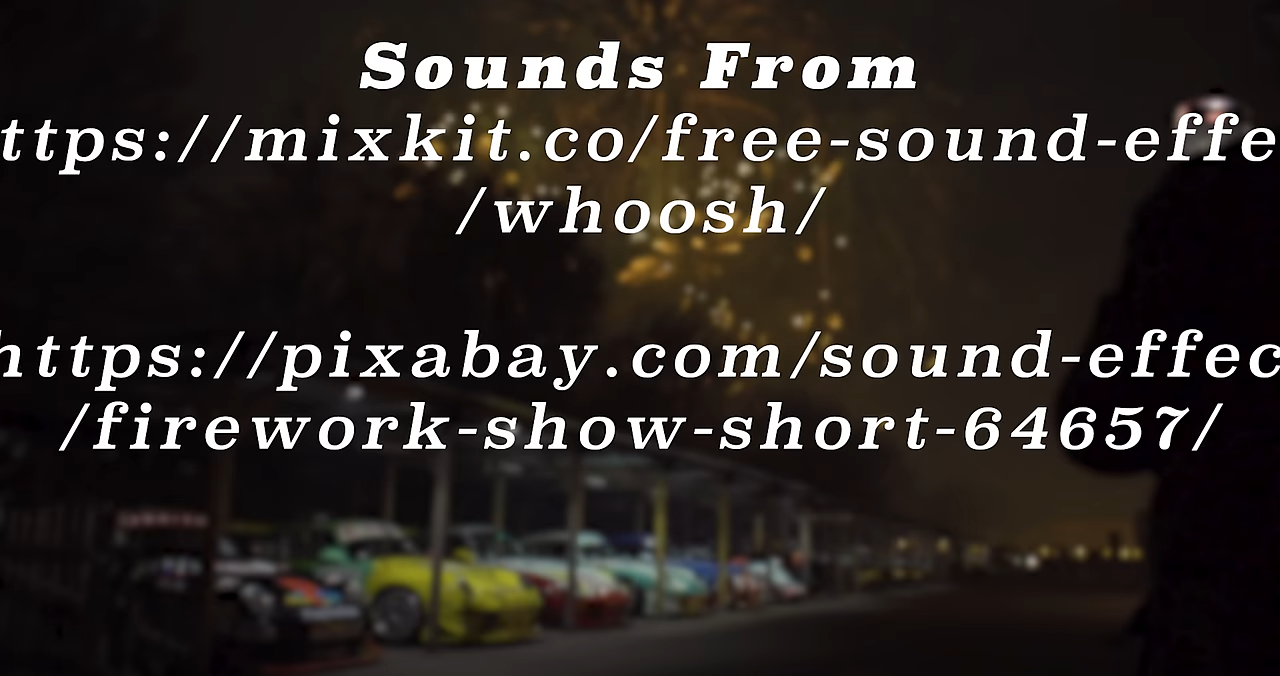 Sounds From
ttps://mixkit.co/free-sound-effe
/whoosh/
https://pixabay.com/sound-effec
/firework-show-short-64657/